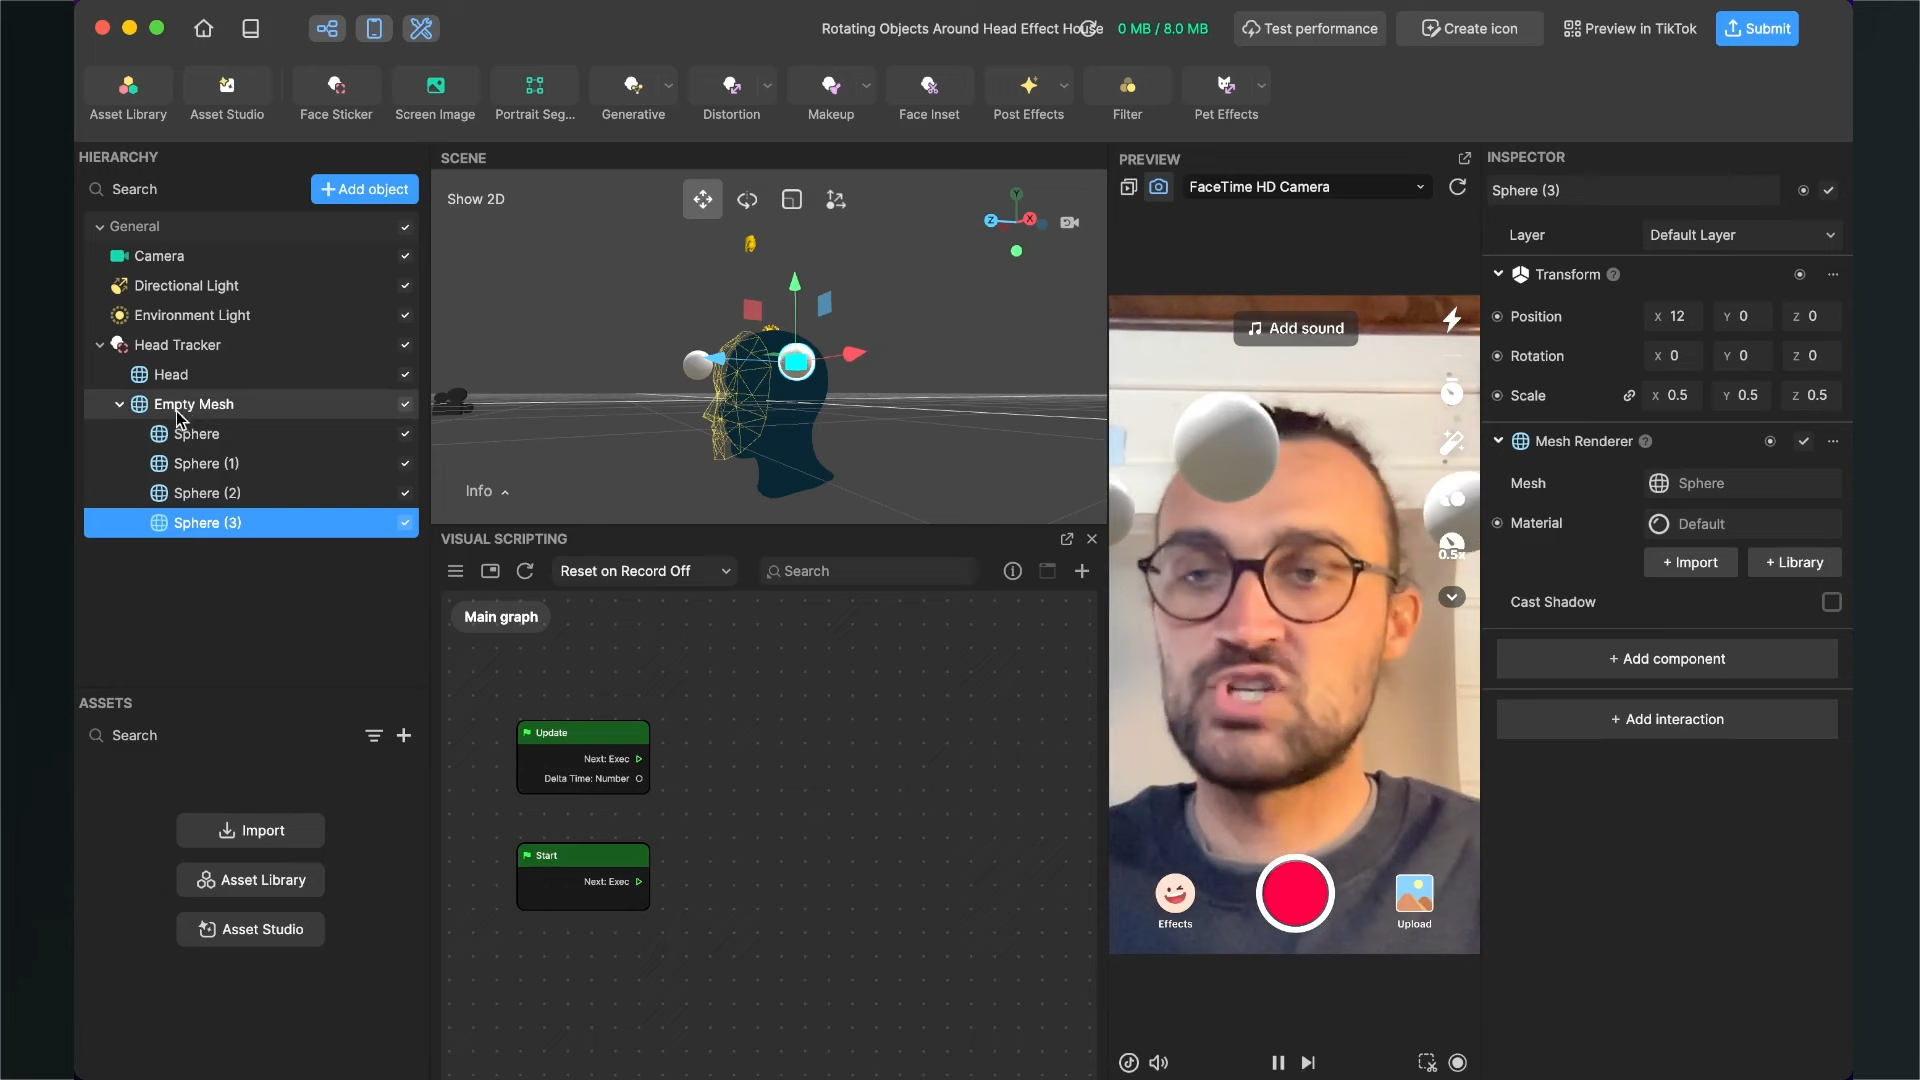 Rotating Objects Around Head Effect House
0 MB / 8.0 MB
Test performance
Create icon
Preview in TikTok
Submit
Asset Library
Asset Studio
Face Sticker
Screen Image
Portrait Seg...
Generative
Distortion
Makeup
Face Inset
Post Effects
Filter
Pet Effects
HIERARCHY
Search
+ Add object
General
Camera
Directional Light
Environment Light
Head Tracker
Head
Empty Mesh
Sphere
Sphere (1)
Sphere (2)
Sphere (3)
ASSETS
Search
Import
Asset Library
Asset Studio
SCENE
Show 2D
Y
Z
X
Info
VISUAL SCRIPTING
Reset on Record Off
Search
Main graph
Update
Next: Exec
Delta Time: Number
Start
Next: Exec
PREVIEW
FaceTime HD Camera
Add sound
0.5x
Effects
Upload
INSPECTOR
Sphere (3)
Layer
Default Layer
Transform
Position X 12 Y 0 Z 0
Rotation X 0 Y 0 Z 0
Scale X 0.5 Y 0.5 Z 0.5
Mesh Renderer
Mesh
Sphere
Material
Default
+ Import
+ Library
Cast Shadow
+ Add component
+ Add interaction